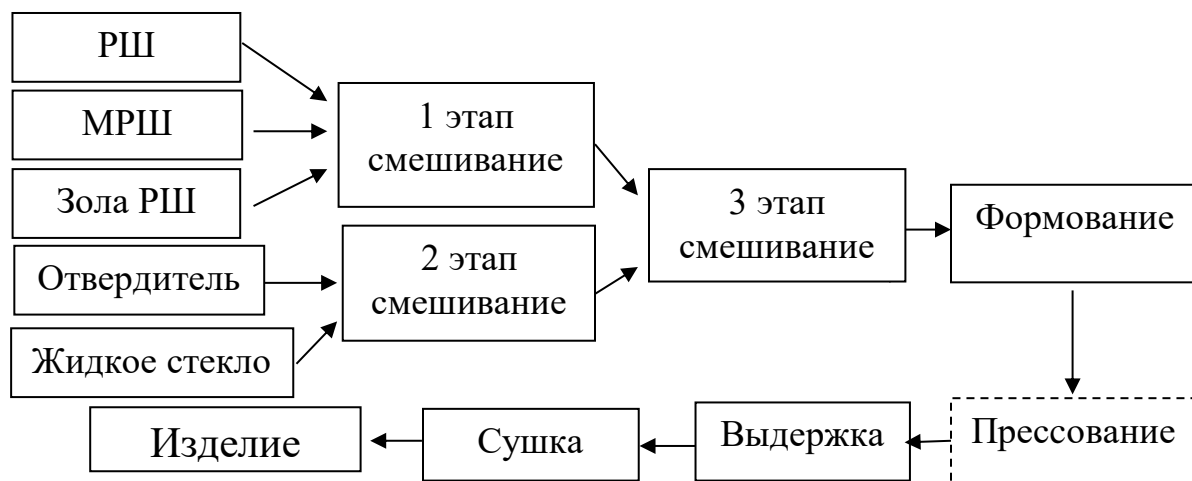 РШ
МРШ
Зола РШ
Отвердитель
Жидкое стекло
1 этап
смешивание
2 этап
смешивание
3 этап
смешивание
Формование
Прессование
Выдержка
Сушка
Изделие